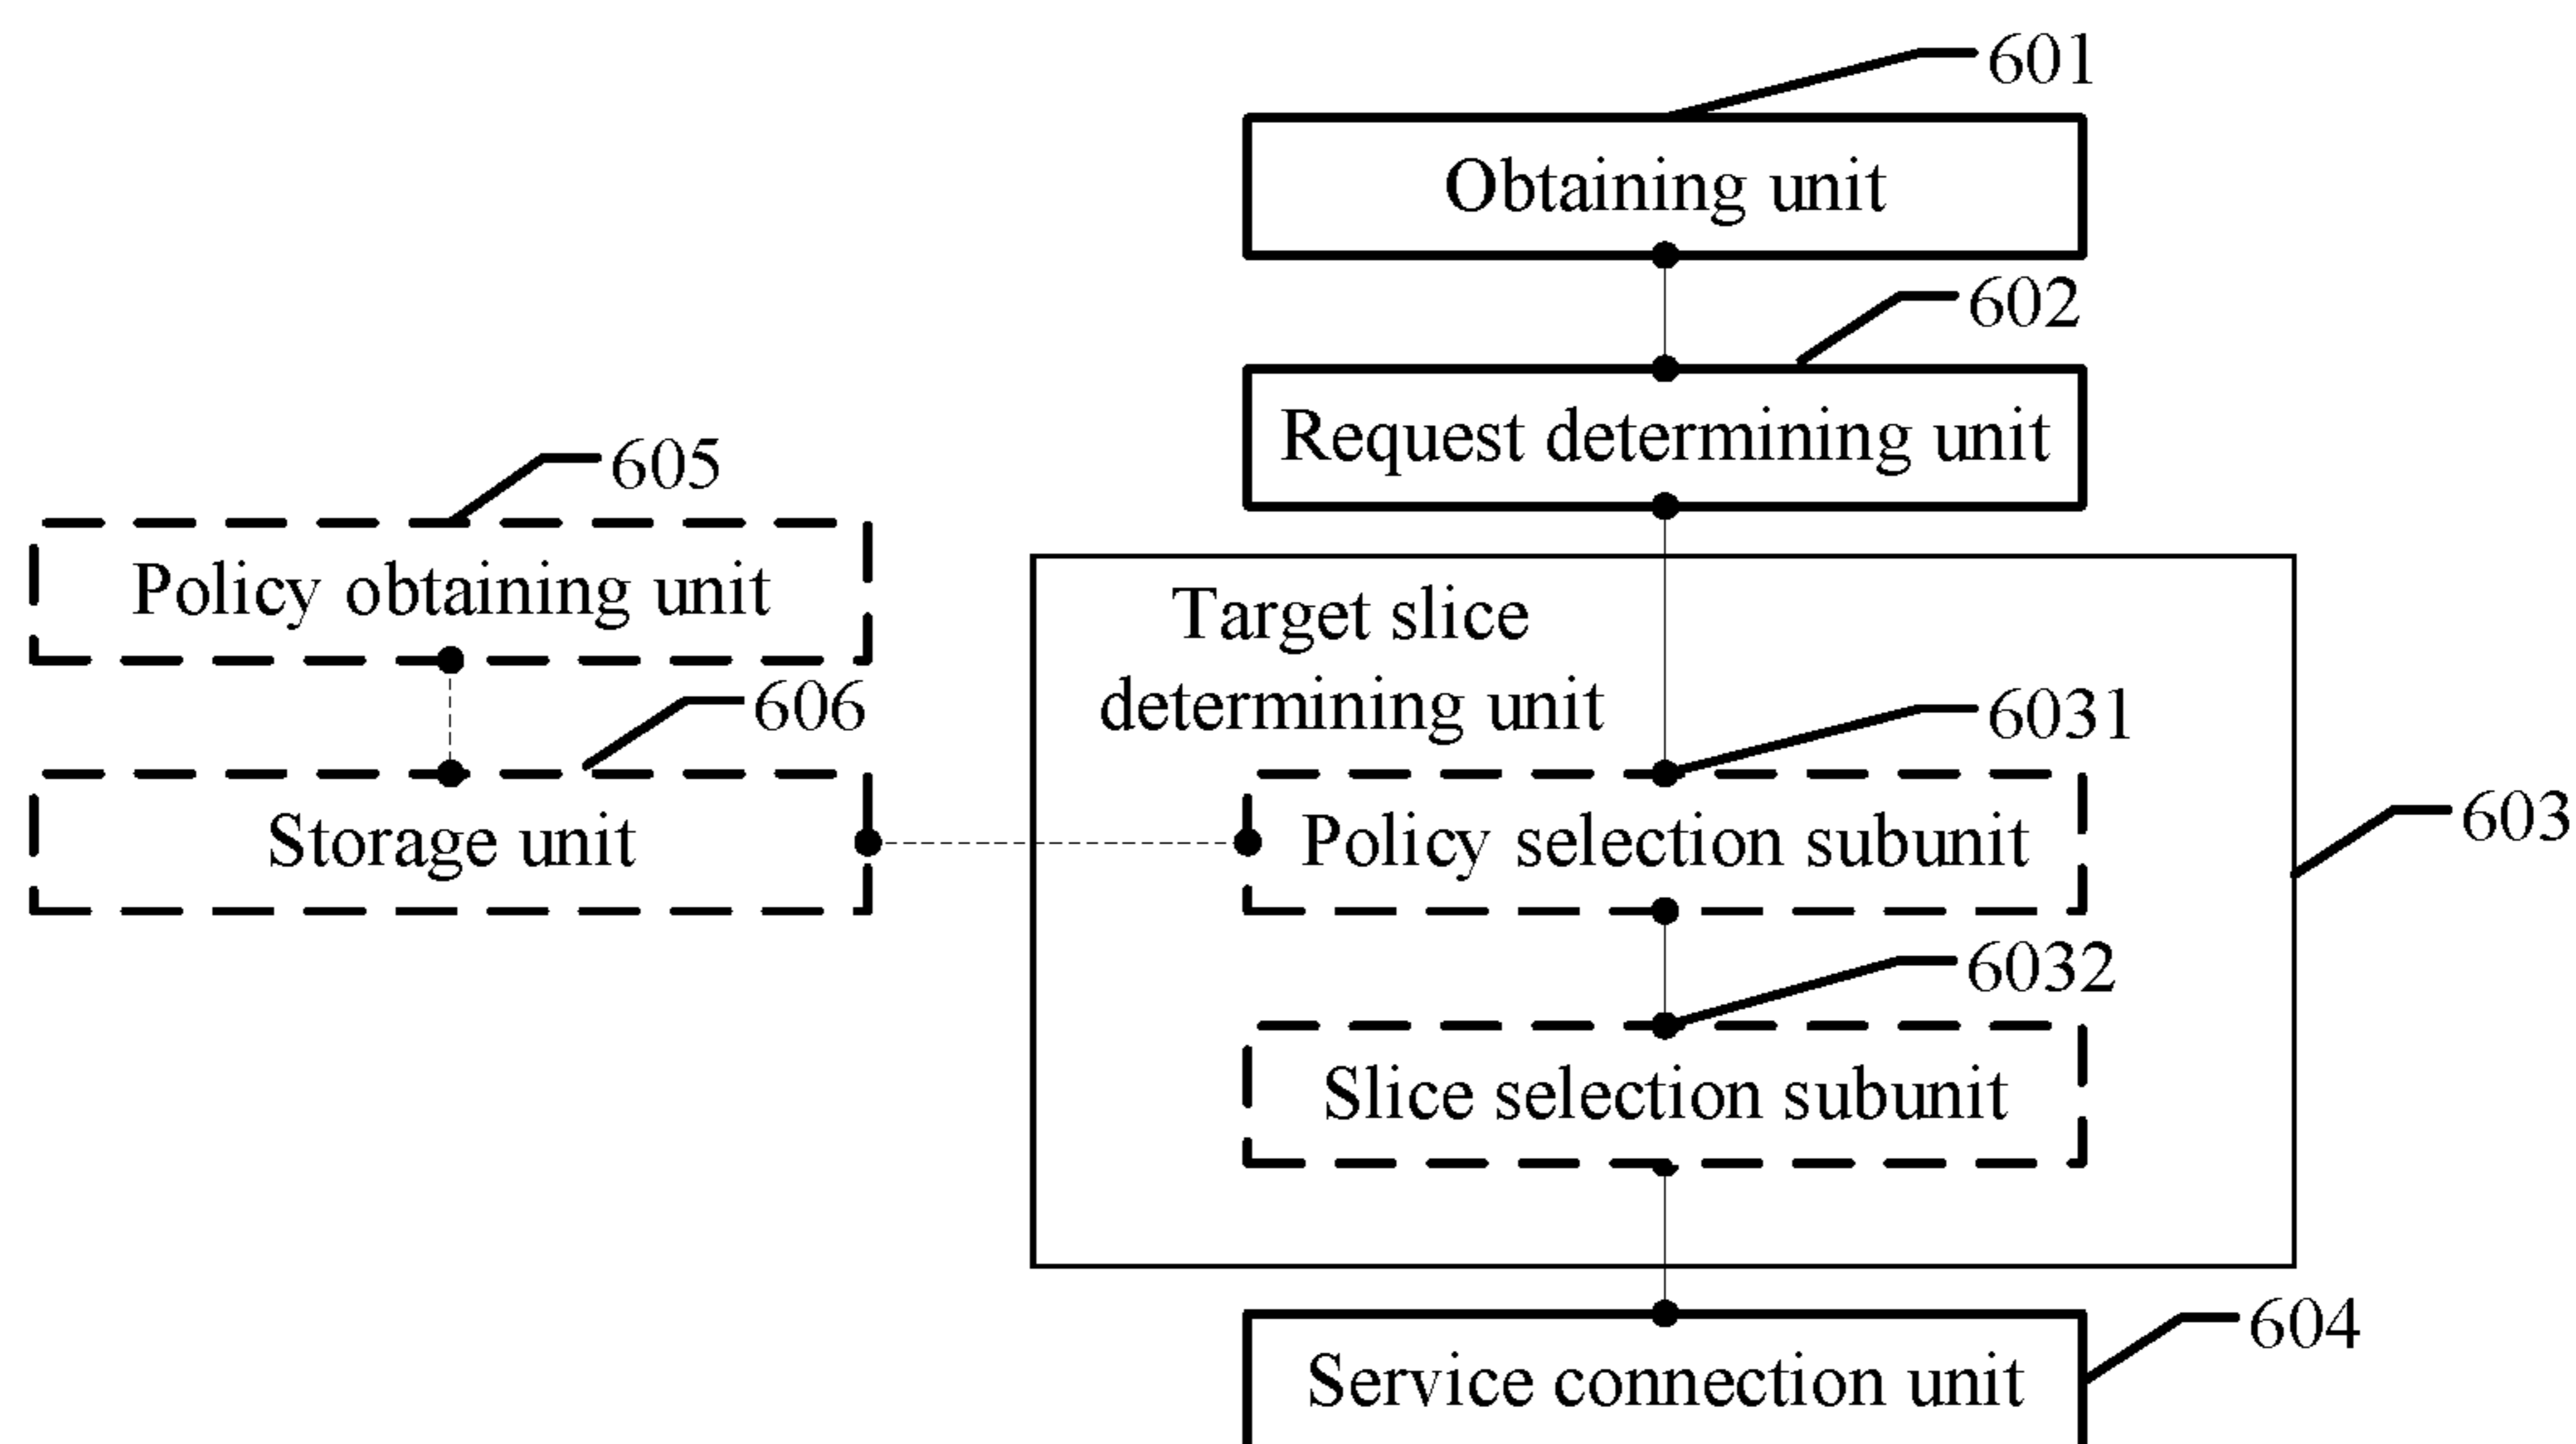 601
Obtaining unit
602
Request determining unit
605
Policy obtaining unit
Target slice
determining unit
606
6031
Storage unit
Policy selection subunit
603
6032
Slice selection subunit
604
Service connection unit